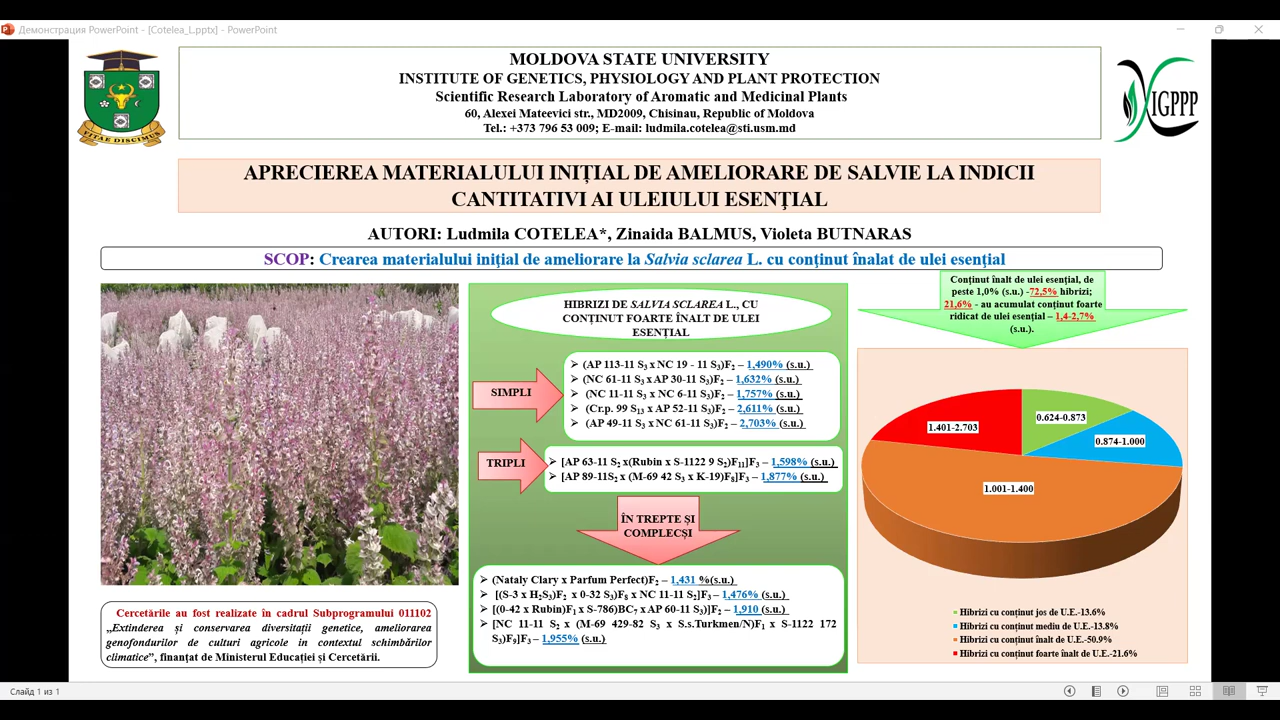 Демонстрация PowerPoint - [Cotelea_L.pptx] - PowerPoint
MOLDOVA STATE UNIVERSITY
INSTITUTE OF GENETICS, PHYSIOLOGY AND PLANT PROTECTION
Scientific Research Laboratory of Aromatic and Medicinal Plants
60, Alexei Mateevici str., MD2009, Chisinau, Republic of Moldova
Tel.: +373 796 53 009; E-mail: ludmila.cotelea@sti.usm.md
VITAE DISCIMUS
IGPPP
APRECIEREA MATERIALULUI INIȚIAL DE AMELIORARE DE SALVIE LA INDICII
CANTITATIVI AI ULEIULUI ESENŢIAL
AUTORI: Ludmila COTELEA*, Zinaida BALMUS, Violeta BUTNARAS
SCOP: Crearea materialului inițial de ameliorare la Salvia sclarea L. cu conținut înalat de ulei esențial
HIBRIZI DE SALVIA SCLAREA L., CU
CONȚINUT FOARTE ÎNALT DE ULEI
ESENȚIAL
SIMPLI
➢ (AP 113-11 S₃ x NC 19 - 11 S₃)F₂ – 1,490% (s.u.)
➢ (NC 61-11 S₃ x AP 30-11 S₃)F₂ – 1,632% (s.u.)
➢ (NC 11-11 S₃ x NC 6-11 S₃)F₂ – 1,757% (s.u.)
➢ (Cr.p. 99 S₁₃ x AP 52-11 S₃)F₂ – 2,611% (s.u.)
➢ (AP 49-11 S₃ x NC 61-11 S₃)F₂ – 2,703% (s.u.)
TRIPLI
➢ [AP 63-11 S₂ x(Rubin x S-1122 9 S₂)F₁₁]F₃ – 1,598% (s.u.)
➢ [AP 89-11S₂ x (M-69 42 S₃ x K-19)F₈]F₃ – 1,877% (s.u.)
ÎN TREPTE ȘI
COMPLECȘI
➢ (Nataly Clary x Parfum Perfect)F₂ – 1,431 %(s.u.)
➢ [(S-3 x H₂S₃)F₂ x 0-32 S₃)F₈ x NC 11-11 S₂]F₃ – 1,476% (s.u.)
➢ [(0-42 x Rubin)F₁ x S-786)BC₇ x AP 60-11 S₃)]F₂ – 1,910 (s.u.)
➢ [NC 11-11 S₂ x (M-69 429-82 S₃ x S.s.Turkmen/N)F₁ x S-1122 172
S₃)F₉]F₃ – 1,955% (s.u.)
Conținut înalt de ulei esențial, de
peste 1,0% (s.u.) -72,5% hibrizi;
21,6% - au acumulat conținut foarte
ridicat de ulei esențial – 1,4-2,7%
(s.u.).
0.624-0.873
0.874-1.000
1.001-1.400
1.401-2.703
Hibrizi cu conținut jos de U.E.-13.6%
Hibrizi cu conținut mediu de U.E.-13.8%
Hibrizi cu conținut înalt de U.E.-50.9%
Hibrizi cu conținut foarte înalt de U.E.-21.6%
Cercetările au fost realizate în cadrul Subprogramului 011102
„Extinderea și conservarea diversității genetice, ameliorarea
genofondurilor de culturi agricole în contextul schimbărilor
climatice”, finanțat de Ministerul Educației și Cercetării.
Слайд 1 из 1